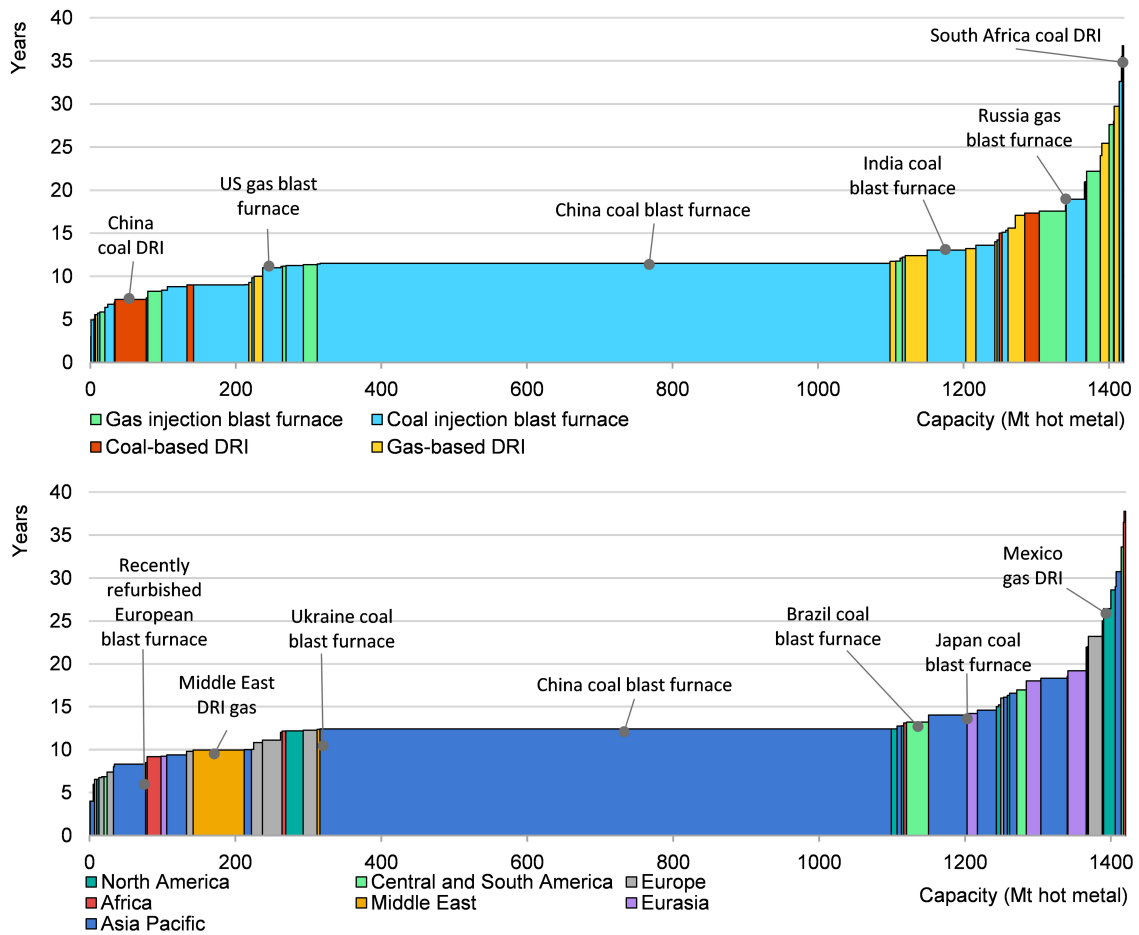 40
35
30
25
20
15
10
5
0
Years
South Africa coal DRI
Russia gas
blast furnace
India coal
blast furnace
US gas blast
furnace
China coal blast furnace
China
coal DRI
0 200 400 600 800 1000 1200 1400
Capacity (Mt hot metal)
Gas injection blast furnace
Coal injection blast furnace
Coal-based DRI
Gas-based DRI
40
35
30
25
20
15
10
5
0
Years
Recently
refurbished
European
blast furnace
Ukraine coal
blast furnace
Middle East
DRI gas
China coal blast furnace
Brazil coal
blast furnace
Japan coal
blast furnace
Mexico
gas DRI
0 200 400 600 800 1000 1200 1400
Capacity (Mt hot metal)
North America
Central and South America
Europe
Africa
Middle East
Eurasia
Asia Pacific